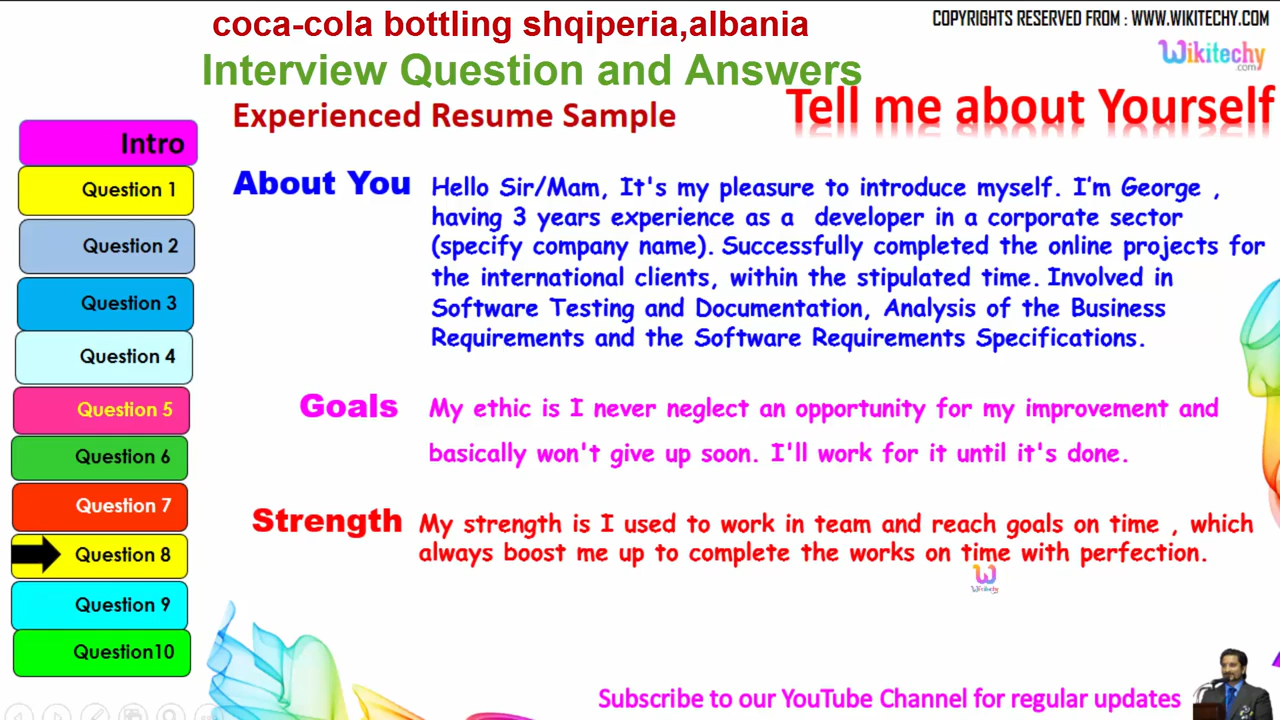 coca-cola bottling shqiperia,albania
COPYRIGHTS RESERVED FROM : WWW.WIKITECHY.COM
Wikitechy
.com
Interview Question and Answers
Experienced Resume Sample
Tell me about Yourself
Intro
Question 1
Question 2
Question 3
Question 4
Question 5
Question 6
Question 7
Question 8
Question 9
Question10
About You
Hello Sir/Mam, It's my pleasure to introduce myself. I’m George ,
having 3 years experience as a developer in a corporate sector
(specify company name). Successfully completed the online projects for
the international clients, within the stipulated time. Involved in
Software Testing and Documentation, Analysis of the Business
Requirements and the Software Requirements Specifications.
Goals
My ethic is I never neglect an opportunity for my improvement and
basically won't give up soon. I'll work for it until it's done.
Strength
My strength is I used to work in team and reach goals on time , which
always boost me up to complete the works on time with perfection.
Wikitechy
Subscribe to our YouTube Channel for regular updates